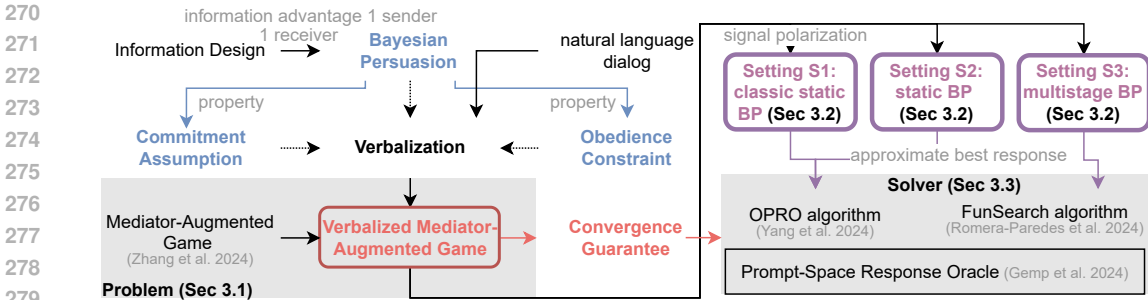 270
271
272
273
274
275
276
277
278
279
information advantage 1 sender
1 receiver
Information Design
Bayesian
Persuasion
natural language
dialog
property
property
Commitment
Assumption
Verbalization
Obedience
Constraint
Mediator-Augmented
Game
(Zhang et al. 2024)
Verbalized Mediator-
Augmented Game
Convergence
Guarantee
Problem (Sec 3.1)
signal polarization
Setting S1:
classic static
BP (Sec 3.2)
Setting S2:
static BP
(Sec 3.2)
Setting S3:
multistage BP
(Sec 3.2)
approximate best response
Solver (Sec 3.3)
OPRO algorithm
(Yang et al. 2024)
FunSearch algorithm
(Romera-Paredes et al. 2024)
Prompt-Space Response Oracle (Gemp et al. 2024)